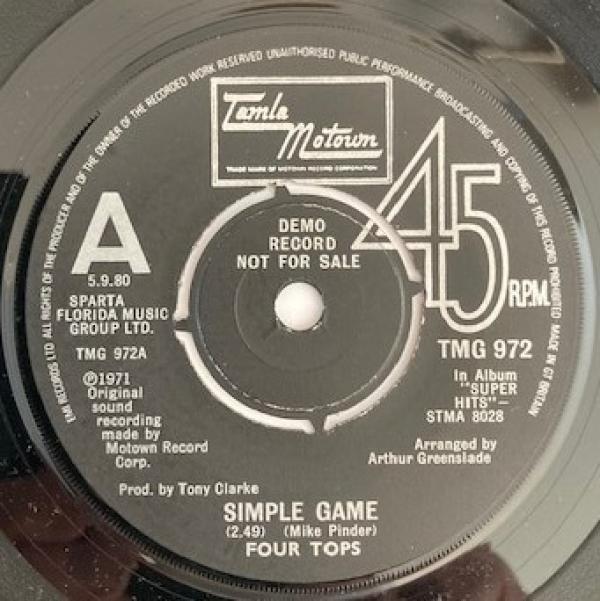 EMI RECORDS LTD ALL RIGHTS OF THE PRODUCER AND OF THE OWNER OF THE RECORDED WORK RESERVED UNAUTHORISED PUBLIC PERFORMANCE BROADCASTING AND COPYING OF THIS RECORD PROHIBITED MADE IN GT BRITAIN
Tamla
Motown
TRADE MARK OF MOTOWN RECORD CORPORATION
45
RPM.
A
5.9.80
SPARTA
FLORIDA MUSIC
GROUP LTD.
TMG 972A
℗1971
Original
sound
recording
made by
Motown Record
Corp.
DEMO
RECORD
NOT FOR SALE
TMG 972
In Album
"SUPER
HITS"–
STMA 8028
Arranged by
Arthur Greenslade
Prod. by Tony Clarke
SIMPLE GAME
(2.49) (Mike Pinder)
FOUR TOPS